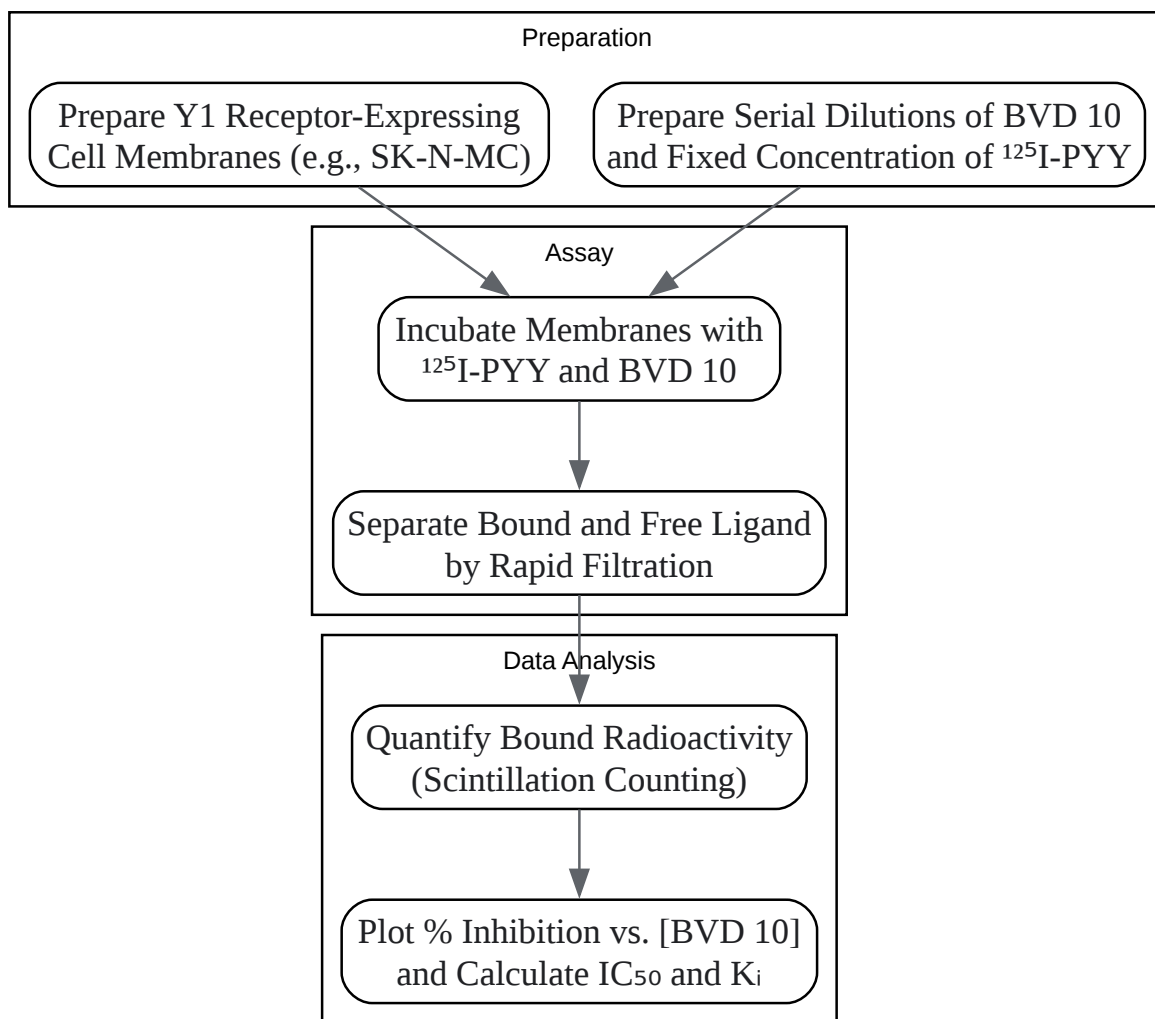 Preparation
Prepare Y1 Receptor-Expressing
Cell Membranes (e.g., SK-N-MC)
Prepare Serial Dilutions of BVD 10
and Fixed Concentration of ¹²⁵I-PYY
Assay
Incubate Membranes with
¹²⁵I-PYY and BVD 10
Separate Bound and Free Ligand
by Rapid Filtration
Data Analysis
Quantify Bound Radioactivity
(Scintillation Counting)
Plot % Inhibition vs. [BVD 10]
and Calculate IC₅₀ and Kᵢ